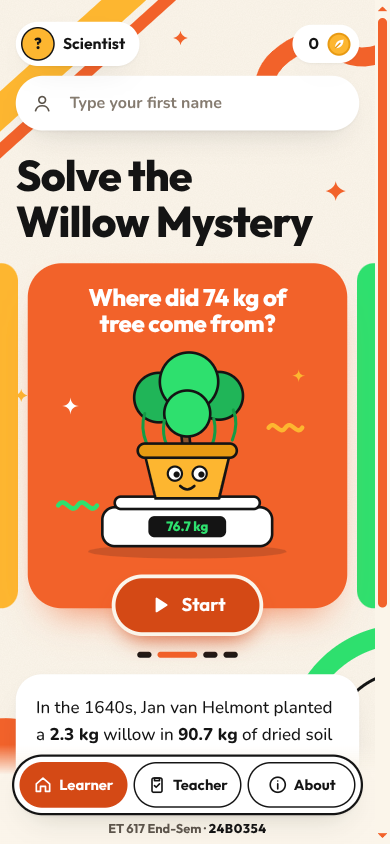 ? Scientist
0
Type your first name
Solve the
Willow Mystery
Where did 74 kg of
tree come from?
76.7 kg
Start
In the 1640s, Jan van Helmont planted
a 2.3 kg willow in 90.7 kg of dried soil
Learner
Teacher
About
ET 617 End-Sem · 24B0354